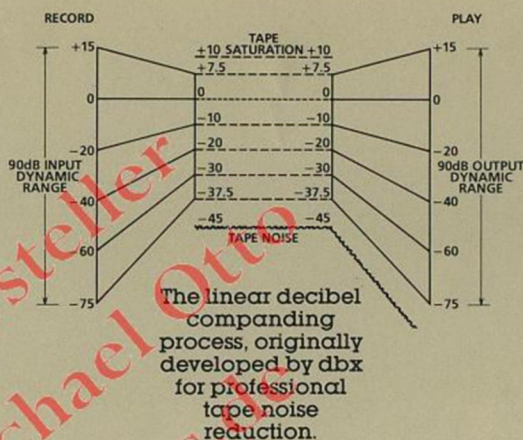 RECORD
PLAY
TAPE
+10 SATURATION +10
+15
+7.5
+7.5
+15
0
0
0
0
-10
-10
-20
-20
-20
-20
90dB INPUT
DYNAMIC
RANGE
-30
-30
90dB OUTPUT
DYNAMIC
RANGE
-40
-37.5
-37.5
-40
-45
-45
TAPE NOISE
-60
-60
-75
-75
The linear decibel
companding
process, originally
developed by dbx
for professional
tape noise
reduction.
steller
chael Otto